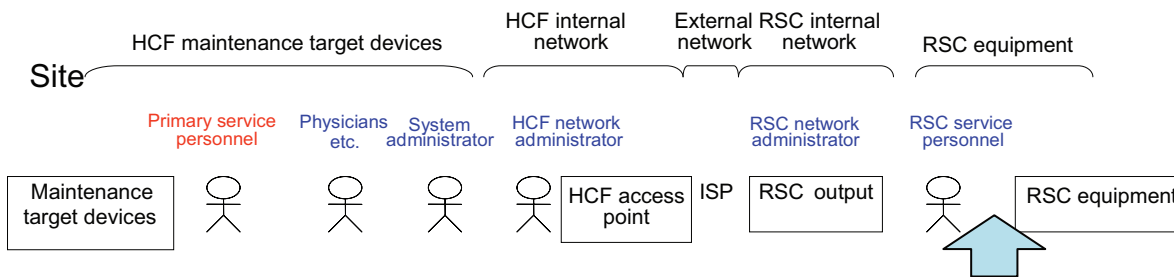 HCF maintenance target devices
HCF internal
network
External
network
RSC internal
network
RSC equipment
Site
Primary service
personnel
Physicians
etc.
System
administrator
HCF network
administrator
RSC network
administrator
RSC service
personnel
Maintenance
target devices
HCF access
point
ISP
RSC output
RSC equipment